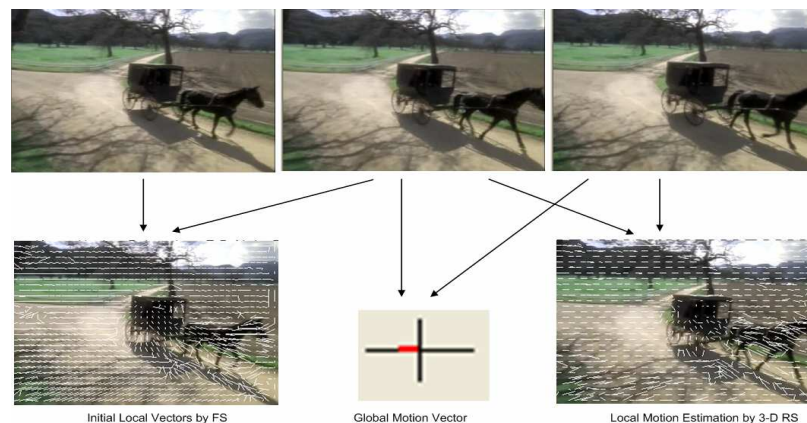 Initial Local Vectors by FS
Global Motion Vector
Local Motion Estimation by 3-D RS